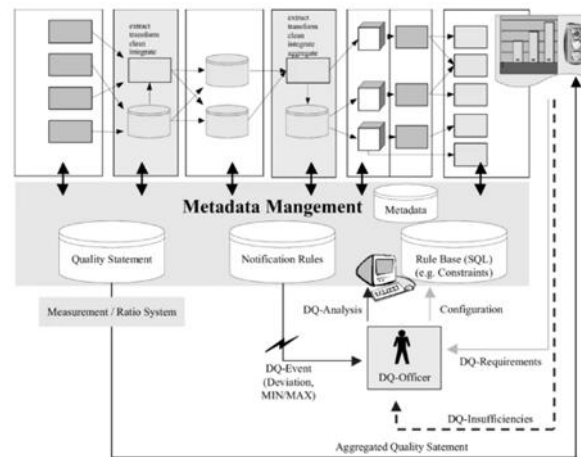 extract
transform
clean
integrate
extract
transform
clean
integrate
aggregate
Metadata Mangement
Metadata
Quality Statement
Notification Rules
Rule Base (SQL)
(e.g. Constraints)
Measurement / Ratio System
DQ-Analysis
Configuration
DQ-Event
(Deviation,
MIN/MAX)
DQ-Officer
DQ-Requirements
DQ-Insufficiencies
Aggregated Quality Satement